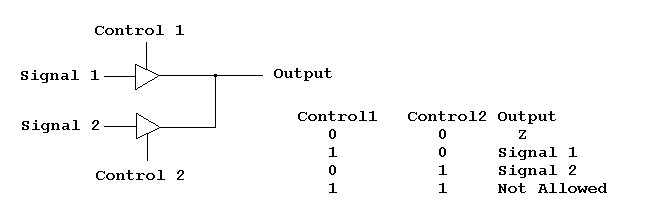 Control 1
Signal 1
Output
Signal 2
Control 2
Control1 Control2 Output
0 0 Z
1 0 Signal 1
0 1 Signal 2
1 1 Not Allowed